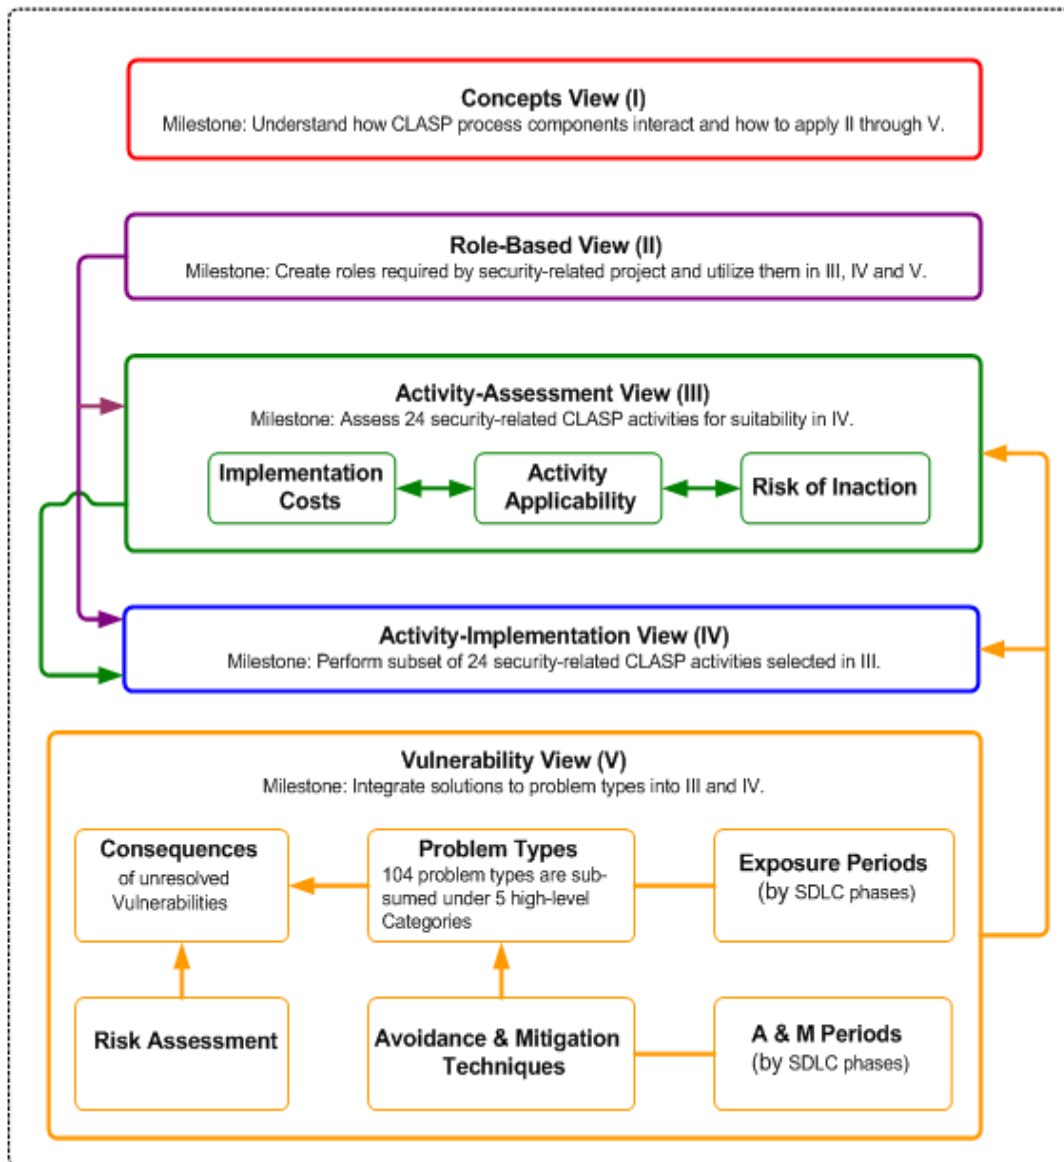 Concepts View (I)
Milestone: Understand how CLASP process components interact and how to apply II through V.
Role-Based View (II)
Milestone: Create roles required by security-related project and utilize them in III, IV and V.
Activity-Assessment View (III)
Milestone: Assess 24 security-related CLASP activities for suitability in IV.
Implementation
Costs
Activity
Applicability
Risk of Inaction
Activity-Implementation View (IV)
Milestone: Perform subset of 24 security-related CLASP activities selected in III.
Vulnerability View (V)
Milestone: Integrate solutions to problem types into III and IV.
Consequences
of unresolved
Vulnerabilities
Problem Types
104 problem types are sub-
sumed under 5 high-level
Categories
Exposure Periods
(by SDLC phases)
Risk Assessment
Avoidance & Mitigation
Techniques
A & M Periods
(by SDLC phases)